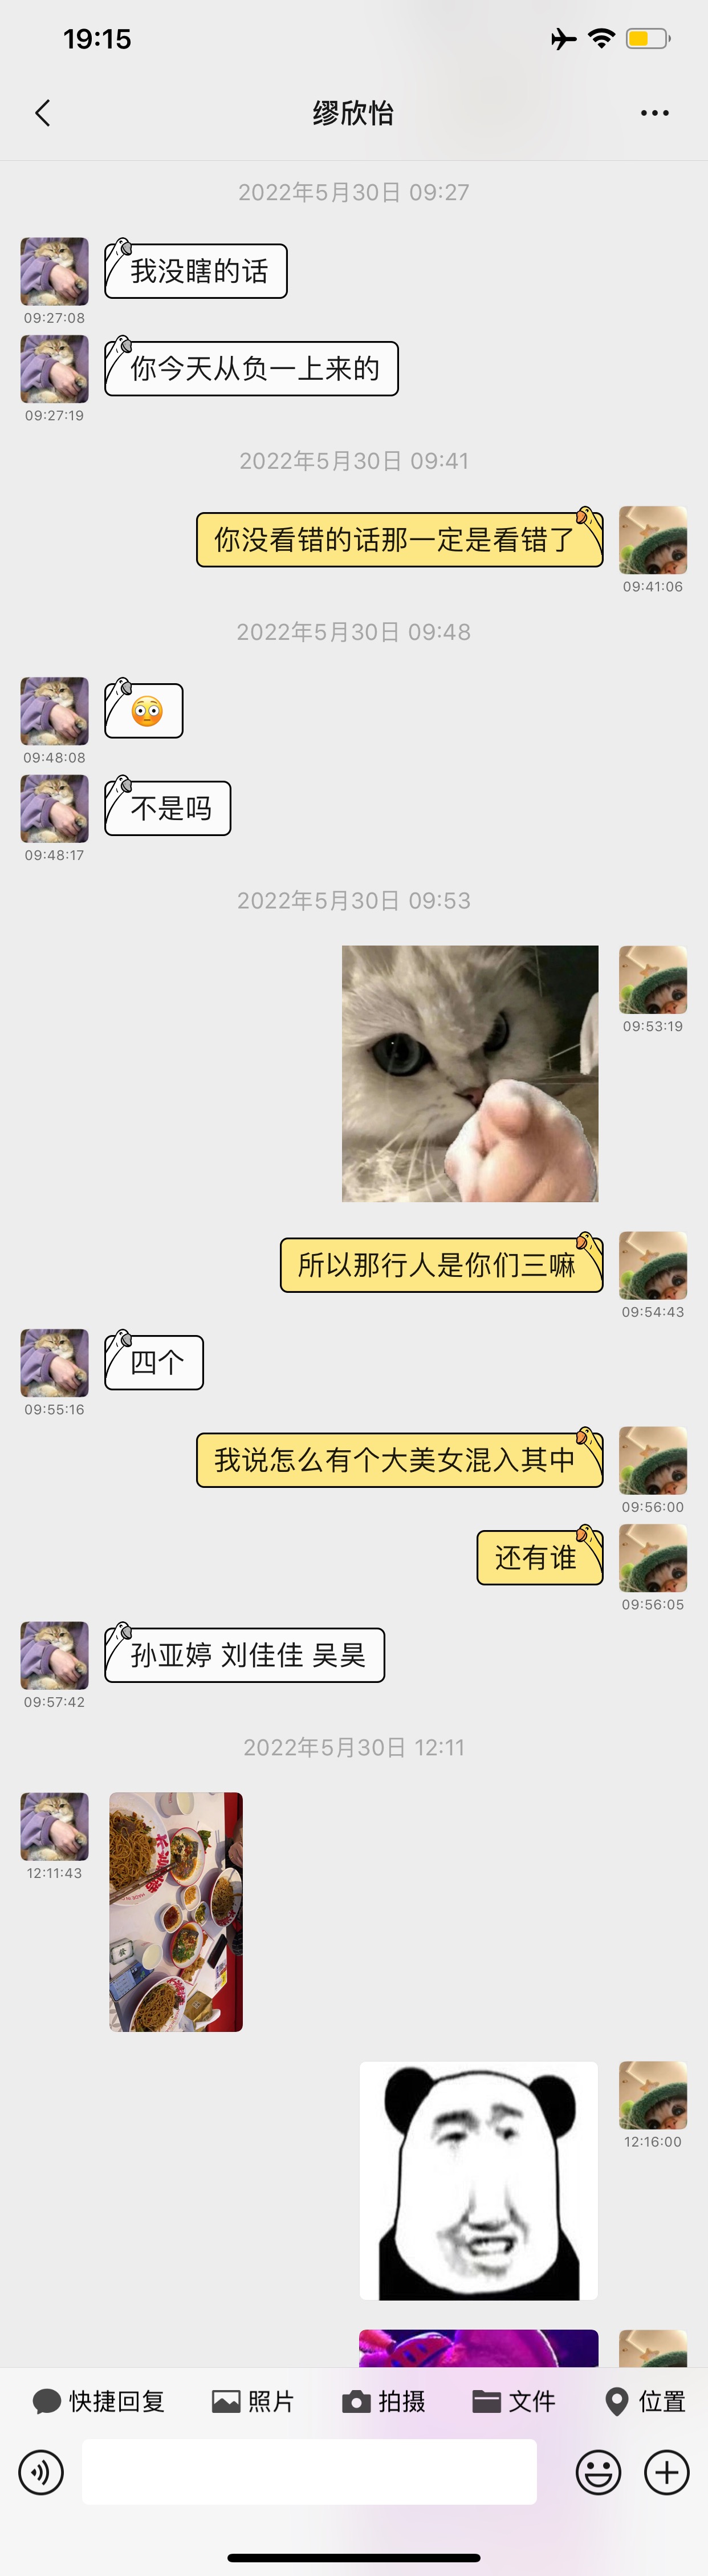 19:15
缪欣怡
2022年5月30日 09:27
我没瞎的话
09:27:08
你今天从负一上来的
09:27:19
2022年5月30日 09:41
你没看错的话那一定是看错了
09:41:06
2022年5月30日 09:48
09:48:08
不是吗
09:48:17
2022年5月30日 09:53
09:53:19
所以那行人是你们三嘛
09:54:43
四个
09:55:16
我说怎么有个大美女混入其中
09:56:00
还有谁
09:56:05
孙亚婷 刘佳佳 吴昊
09:57:42
2022年5月30日 12:11
12:11:43
12:16:00
快捷回复 照片 拍摄 文件 位置